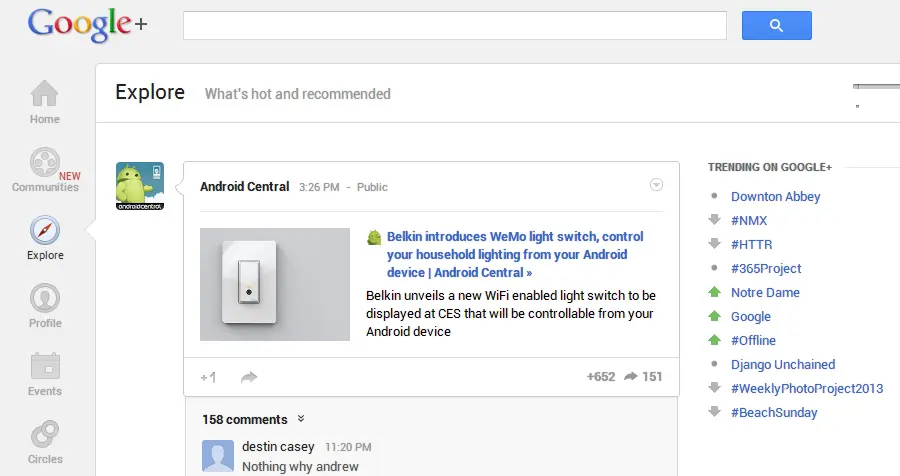 Google+
Explore What's hot and recommended
Home
NEW
Communities
Explore
Profile
Events
Circles
androidcentral
Android Central 3:26 PM - Public
Belkin introduces WeMo light switch, control
your household lighting from your Android
device | Android Central »
Belkin unveils a new WiFi enabled light switch to be
displayed at CES that will be controllable from your
Android device
+1
+652 151
158 comments
destin casey 11:20 PM
Nothing why andrew
TRENDING ON GOOGLE+
Downton Abbey
#NMX
#HTTR
#365Project
Notre Dame
Google
#Offline
Django Unchained
#WeeklyPhotoProject2013
#BeachSunday